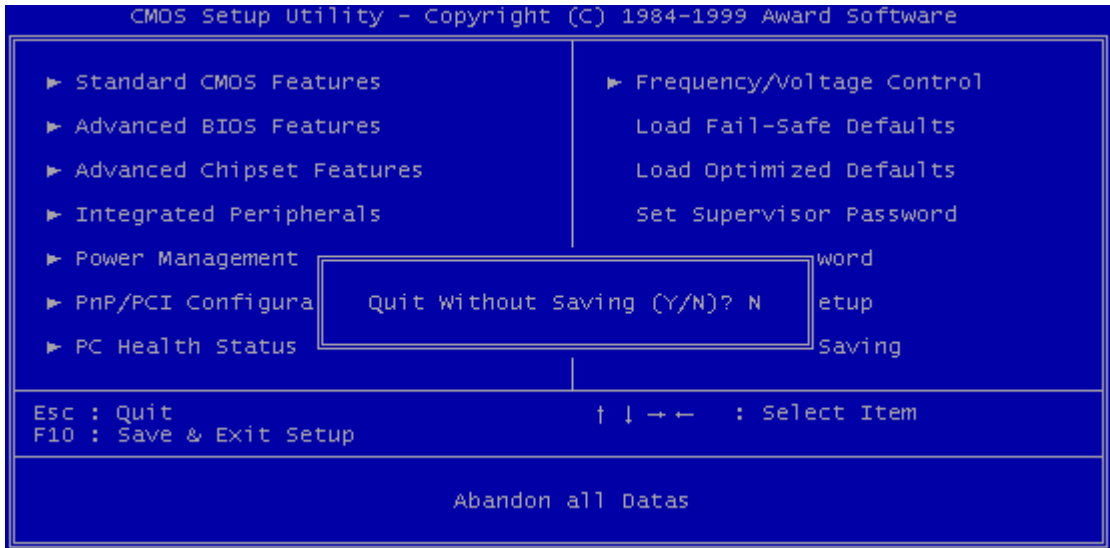 CMOS Setup Utility – Copyright (C) 1984–1999 Award Software
► Standard CMOS Features
► Advanced BIOS Features
► Advanced Chipset Features
► Integrated Peripherals
► Power Management
► PnP/PCI Configura
► PC Health Status
► Frequency/Voltage Control
Load Fail-Safe Defaults
Load Optimized Defaults
Set Supervisor Password
word
etup
Saving
Quit Without Saving (Y/N)? N
Esc : Quit
F10 : Save & Exit Setup
↑ ↓ → ← : Select Item
Abandon all Datas